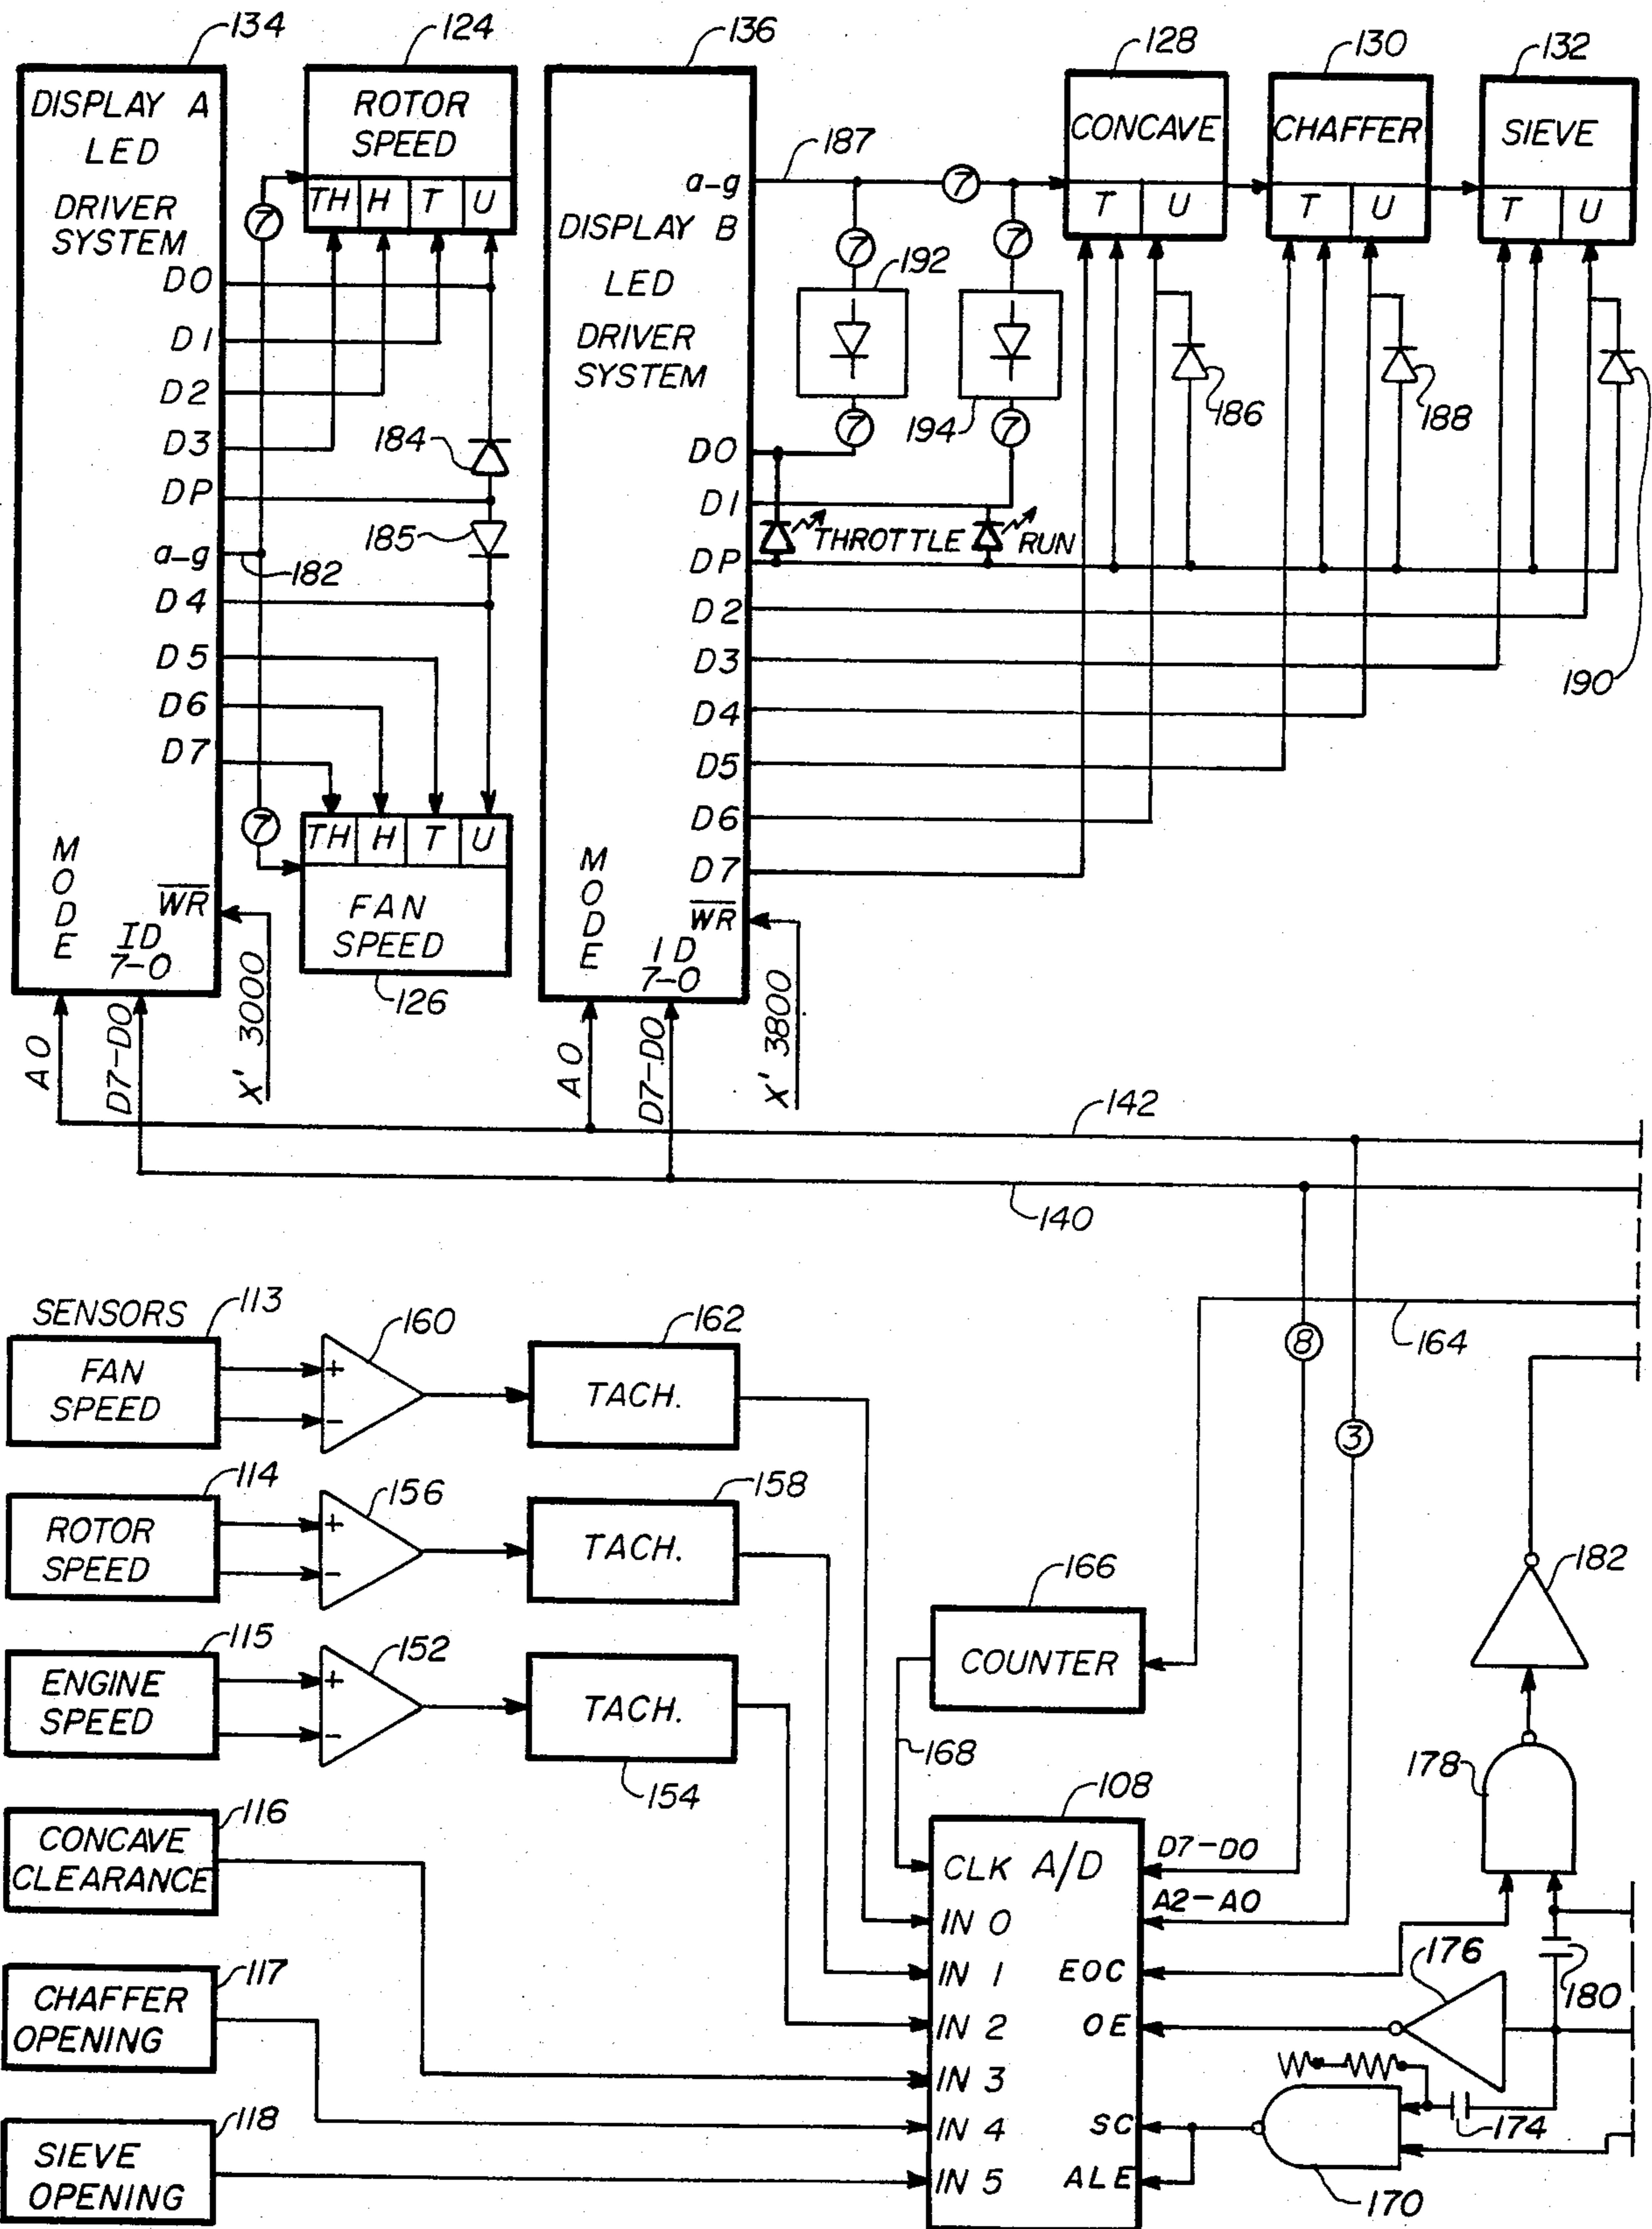 134
124
136
128
130
132
DISPLAY A
LED
DRIVER
SYSTEM
D0
D1
D2
D3
DP
a-g
D4
D5
D6
D7
MODE
WR
ID
7-0
A0
D7-D0
X' 3000
ROTOR
SPEED
TH H T U
7
184
185
182
7
TH H T U
FAN
SPEED
126
DISPLAY B
LED
DRIVER
SYSTEM
a-g
D0
D1
DP
D2
D3
D4
D5
D6
D7
MODE
WR
ID
7-0
A0
D7-D0
X' 3800
187
7
7
192
7
7
194
7
THROTTLE
RUN
CONCAVE
T U
CHAFFER
T U
SIEVE
T U
186
188
190
142
140
164
8
3
SENSORS
113
FAN
SPEED
+
-
160
162
TACH.
114
ROTOR
SPEED
+
-
156
158
TACH.
115
ENGINE
SPEED
+
-
152
TACH.
154
116
CONCAVE
CLEARANCE
117
CHAFFER
OPENING
118
SIEVE
OPENING
166
COUNTER
168
108
CLK A/D
IN 0
IN 1
IN 2
IN 3
IN 4
IN 5
D7-D0
A2-A0
EOC
OE
SC
ALE
182
178
176
180
174
170